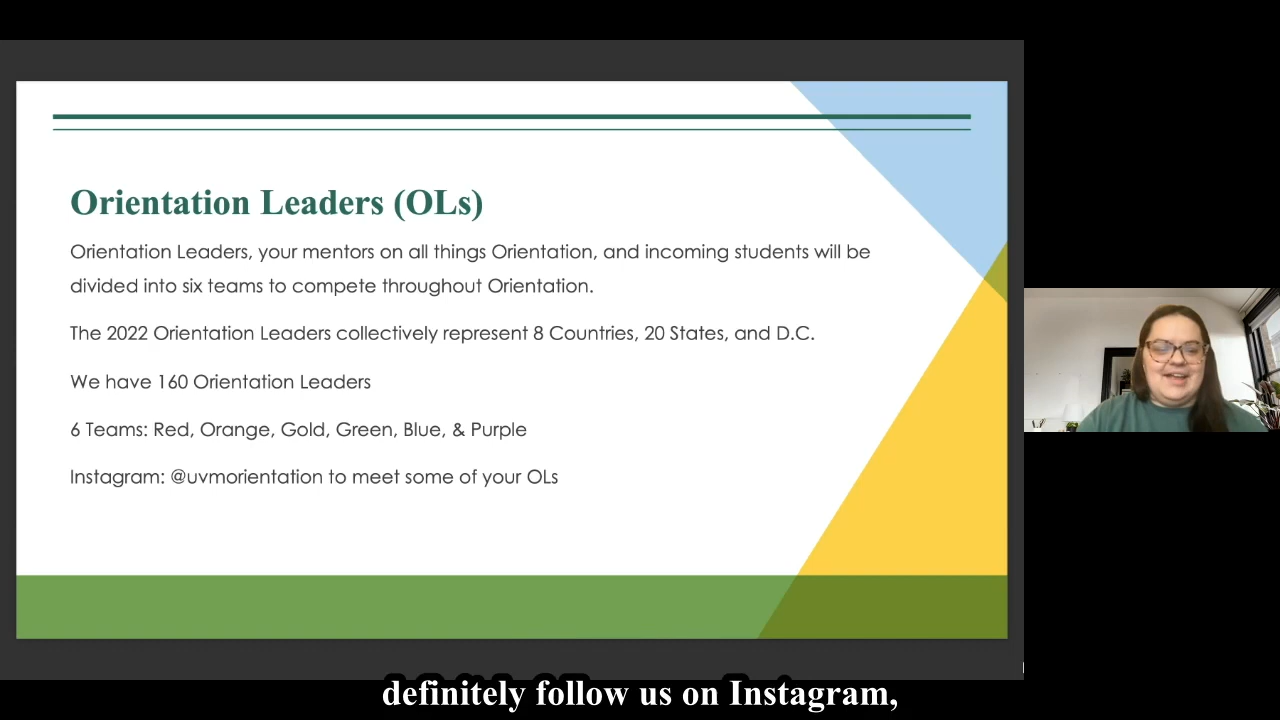 Orientation Leaders (OLs)
Orientation Leaders, your mentors on all things Orientation, and incoming students will be
divided into six teams to compete throughout Orientation.
The 2022 Orientation Leaders collectively represent 8 Countries, 20 States, and D.C.
We have 160 Orientation Leaders
6 Teams: Red, Orange, Gold, Green, Blue, & Purple
Instagram: @uvmorientation to meet some of your OLs
definitely follow us on Instagram,